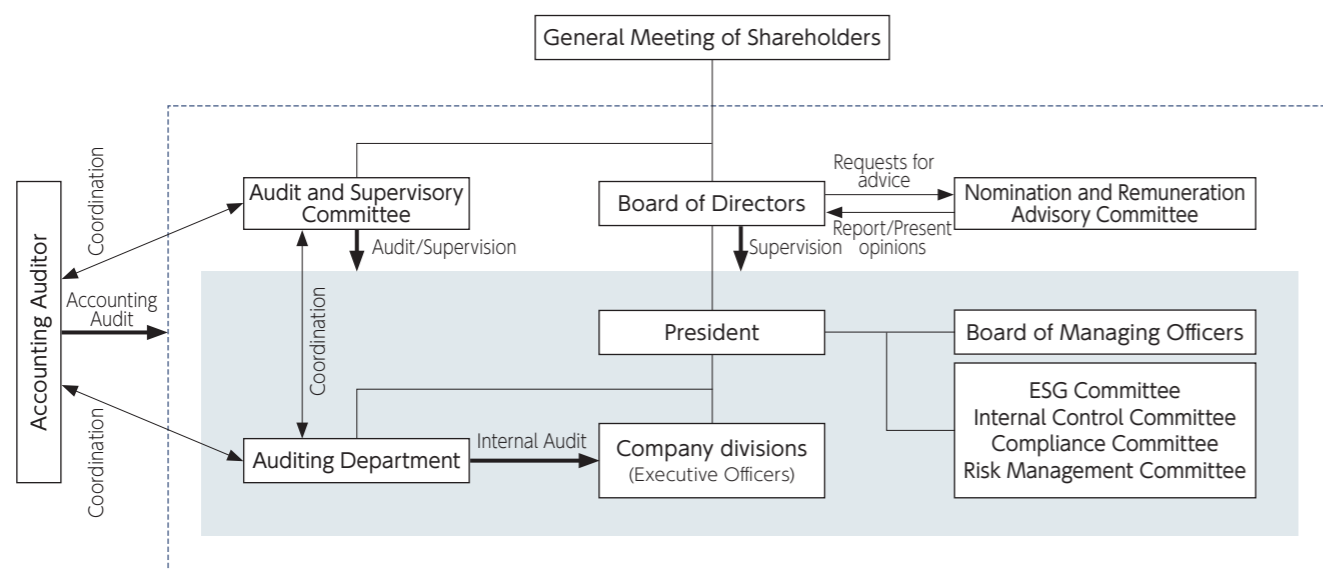 General Meeting of Shareholders
Coordination
Audit and Supervisory
Committee
Board of Directors
Requests for
advice
Nomination and Remuneration
Advisory Committee
Report/Present
opinions
Audit/Supervision
Supervision
Accounting Auditor
Accounting
Audit
Coordination
President
Board of Managing Officers
ESG Committee
Internal Control Committee
Compliance Committee
Risk Management Committee
Coordination
Auditing Department
Internal Audit
Company divisions
(Executive Officers)